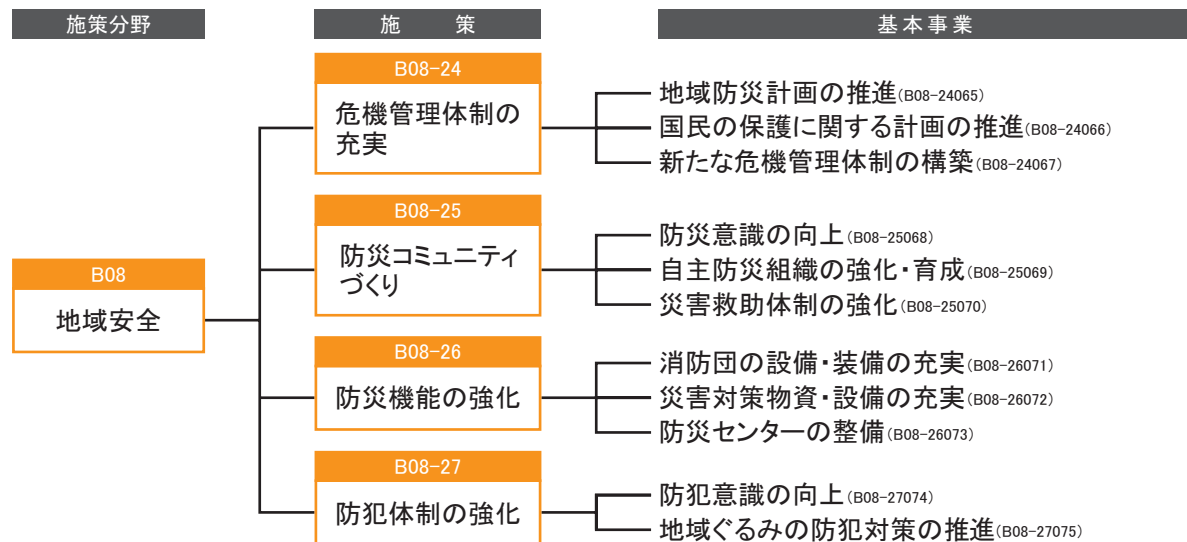 施策分野
施　策
基本事業
B08
地域安全
B08-24
危機管理体制の
充実
地域防災計画の推進(B08-24065)
国民の保護に関する計画の推進(B08-24066)
新たな危機管理体制の構築(B08-24067)
B08-25
防災コミュニティ
づくり
防災意識の向上(B08-25068)
自主防災組織の強化・育成(B08-25069)
災害救助体制の強化(B08-25070)
B08-26
防災機能の強化
消防団の設備・装備の充実(B08-26071)
災害対策物資・設備の充実(B08-26072)
防災センターの整備(B08-26073)
B08-27
防犯体制の強化
防犯意識の向上(B08-27074)
地域ぐるみの防犯対策の推進(B08-27075)